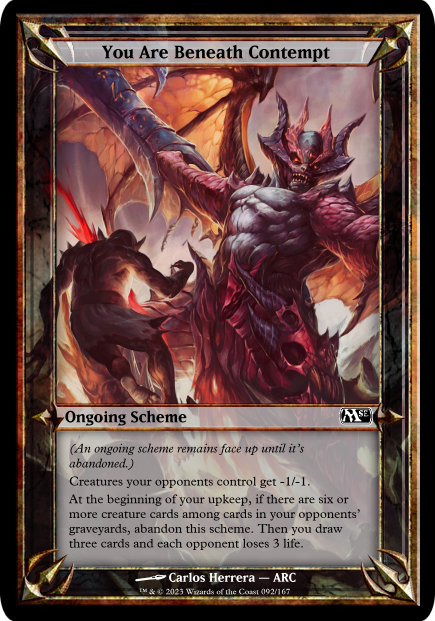 You Are Beneath Contempt
Ongoing Scheme
(An ongoing scheme remains face up until it's
abandoned.)
Creatures your opponents control get -1/-1.
At the beginning of your upkeep, if there are six or
more creature cards among cards in your opponents'
graveyards, abandon this scheme. Then you draw
three cards and each opponent loses 3 life.
Carlos Herrera — ARC
™ & © 2023 Wizards of the Coast 092/167